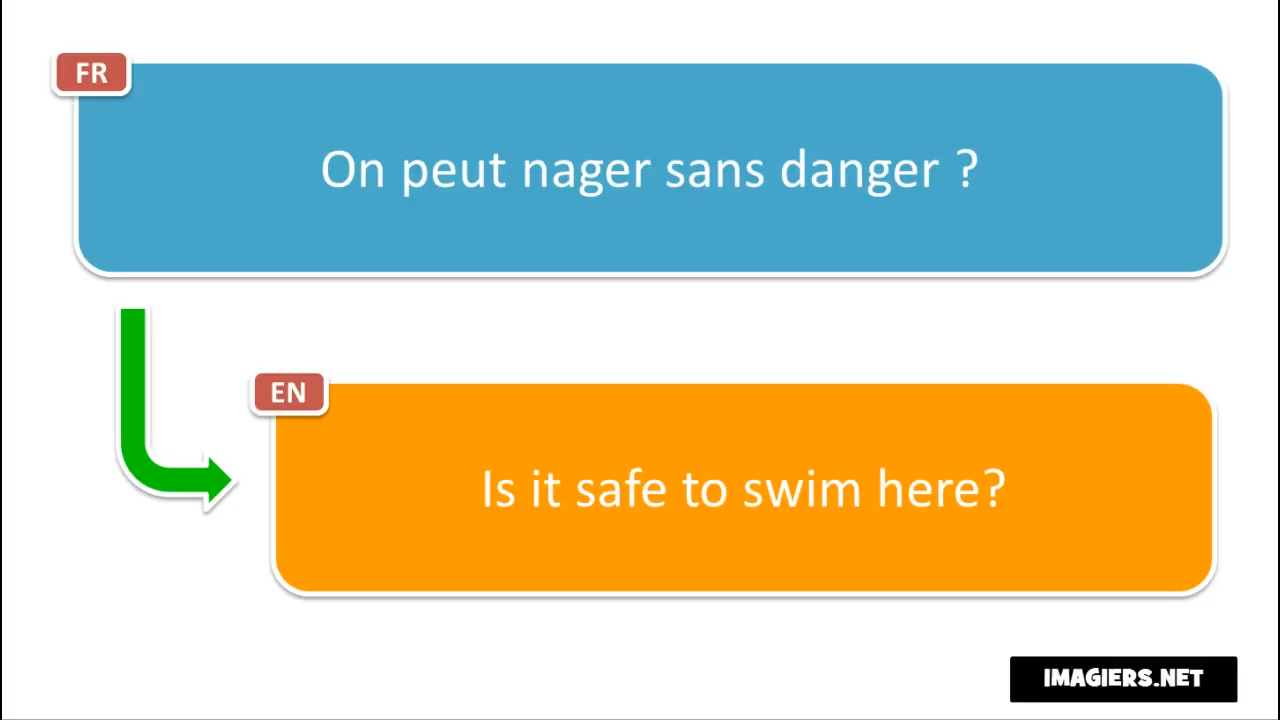 FR
On peut nager sans danger ?
EN
Is it safe to swim here?
IMAGIERS.NET